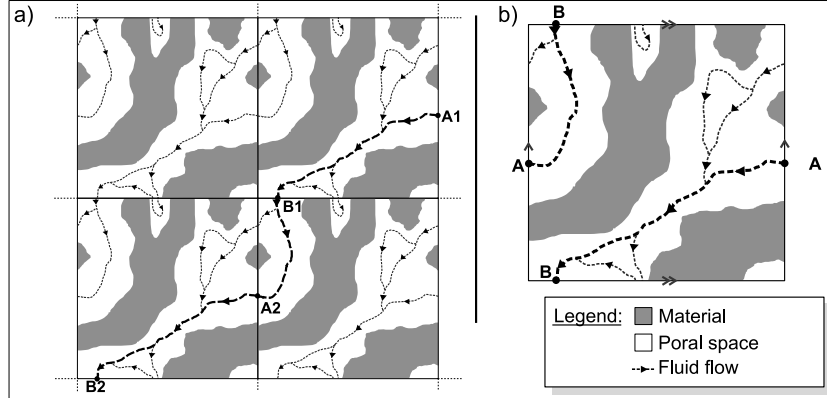 a)
A1
B1
A2
B2
b)
B
A
A
B
Legend:
Material
Poral space
Fluid flow